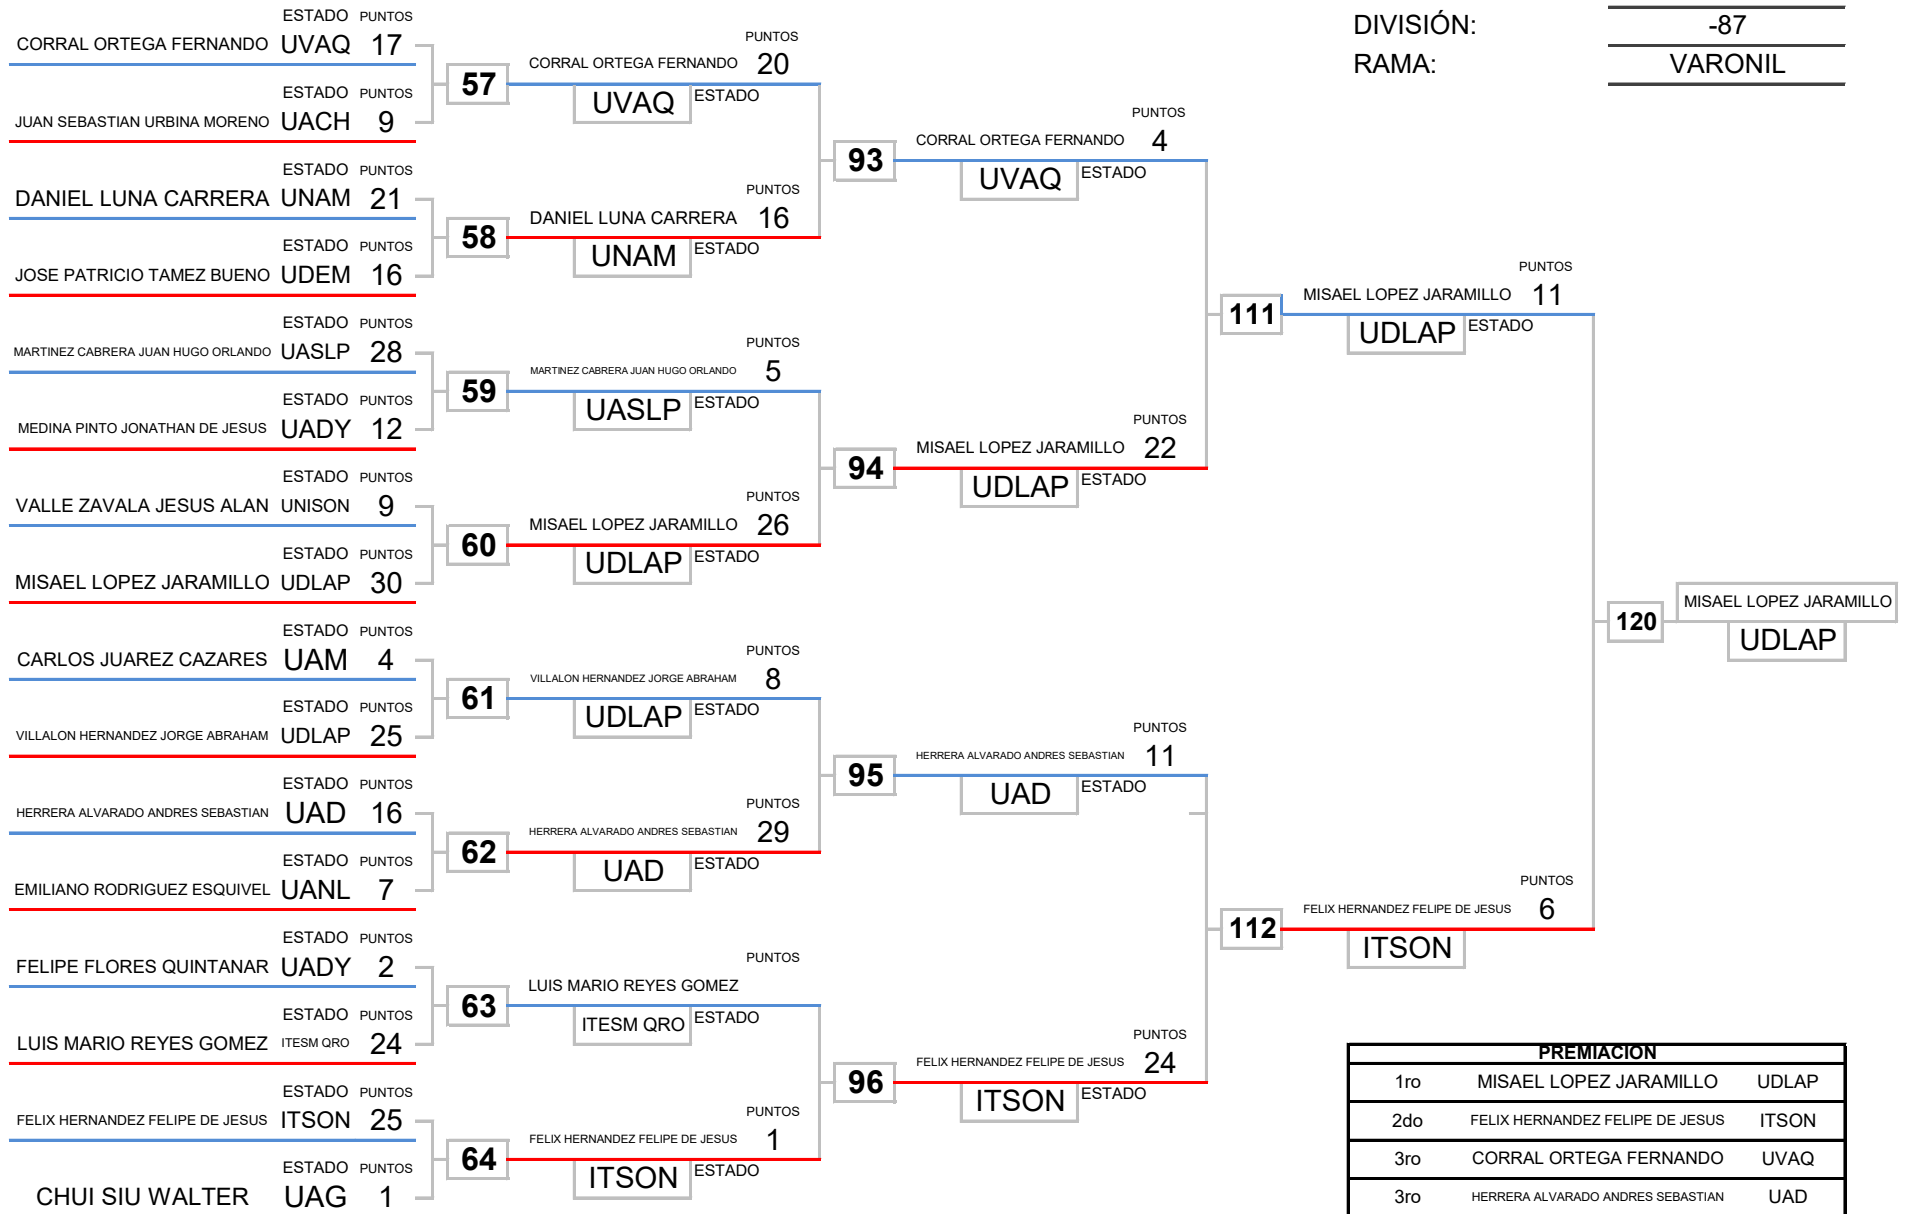 DIVISIÓN: -87
RAMA: VARONIL
ESTADO PUNTOS
CORRAL ORTEGA FERNANDO UVAQ 17
ESTADO PUNTOS
JUAN SEBASTIAN URBINA MORENO UACH 9
57
ESTADO PUNTOS
DANIEL LUNA CARRERA UNAM 21
ESTADO PUNTOS
JOSE PATRICIO TAMEZ BUENO UDEM 16
58
ESTADO PUNTOS
MARTINEZ CABRERA JUAN HUGO ORLANDO UASLP 28
ESTADO PUNTOS
MEDINA PINTO JONATHAN DE JESUS UADY 12
59
ESTADO PUNTOS
VALLE ZAVALA JESUS ALAN UNISON 9
ESTADO PUNTOS
MISAEL LOPEZ JARAMILLO UDLAP 30
60
ESTADO PUNTOS
CARLOS JUAREZ CAZARES UAM 4
ESTADO PUNTOS
VILLALON HERNANDEZ JORGE ABRAHAM UDLAP 25
61
ESTADO PUNTOS
HERRERA ALVARADO ANDRES SEBASTIAN UAD 16
ESTADO PUNTOS
EMILIANO RODRIGUEZ ESQUIVEL UANL 7
62
ESTADO PUNTOS
FELIPE FLORES QUINTANAR UADY 2
ESTADO PUNTOS
LUIS MARIO REYES GOMEZ ITESM QRO 24
63
ESTADO PUNTOS
FELIX HERNANDEZ FELIPE DE JESUS ITSON 25
ESTADO PUNTOS
CHUI SIU WALTER UAG 1
64
PUNTOS
CORRAL ORTEGA FERNANDO 20
UVAQ ESTADO
PUNTOS
DANIEL LUNA CARRERA 16
UNAM ESTADO
93
PUNTOS
MARTINEZ CABRERA JUAN HUGO ORLANDO 5
UASLP ESTADO
PUNTOS
MISAEL LOPEZ JARAMILLO 26
UDLAP ESTADO
94
PUNTOS
VILLALON HERNANDEZ JORGE ABRAHAM 8
UDLAP ESTADO
PUNTOS
HERRERA ALVARADO ANDRES SEBASTIAN 29
UAD ESTADO
95
PUNTOS
LUIS MARIO REYES GOMEZ
ITESM QRO ESTADO
PUNTOS
FELIX HERNANDEZ FELIPE DE JESUS 1
ITSON ESTADO
96
PUNTOS
CORRAL ORTEGA FERNANDO 4
UVAQ ESTADO
PUNTOS
MISAEL LOPEZ JARAMILLO 22
UDLAP ESTADO
111
PUNTOS
HERRERA ALVARADO ANDRES SEBASTIAN 11
UAD ESTADO
PUNTOS
FELIX HERNANDEZ FELIPE DE JESUS 24
ITSON ESTADO
112
PUNTOS
MISAEL LOPEZ JARAMILLO 11
UDLAP ESTADO
PUNTOS
FELIX HERNANDEZ FELIPE DE JESUS 6
ITSON
120
MISAEL LOPEZ JARAMILLO
UDLAP
PREMIACION
1ro MISAEL LOPEZ JARAMILLO UDLAP
2do FELIX HERNANDEZ FELIPE DE JESUS ITSON
3ro CORRAL ORTEGA FERNANDO UVAQ
3ro HERRERA ALVARADO ANDRES SEBASTIAN UAD